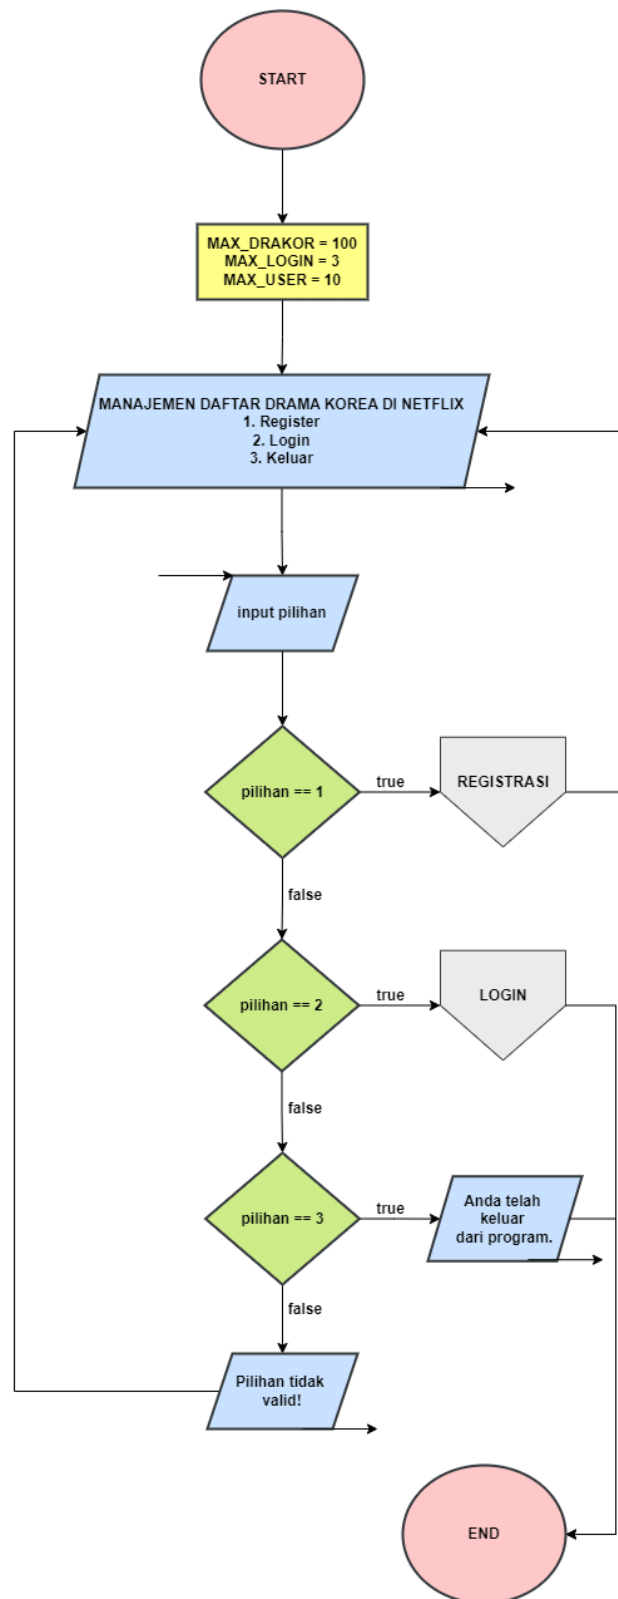 START
MAX_DRAKOR = 100
MAX_LOGIN = 3
MAX_USER = 10
MANAJEMEN DAFTAR DRAMA KOREA DI NETFLIX
1. Register
2. Login
3. Keluar
input pilihan
pilihan == 1
true
REGISTRASI
false
pilihan == 2
true
LOGIN
false
pilihan == 3
true
Anda telah
keluar
dari program.
false
Pilihan tidak
valid!
END